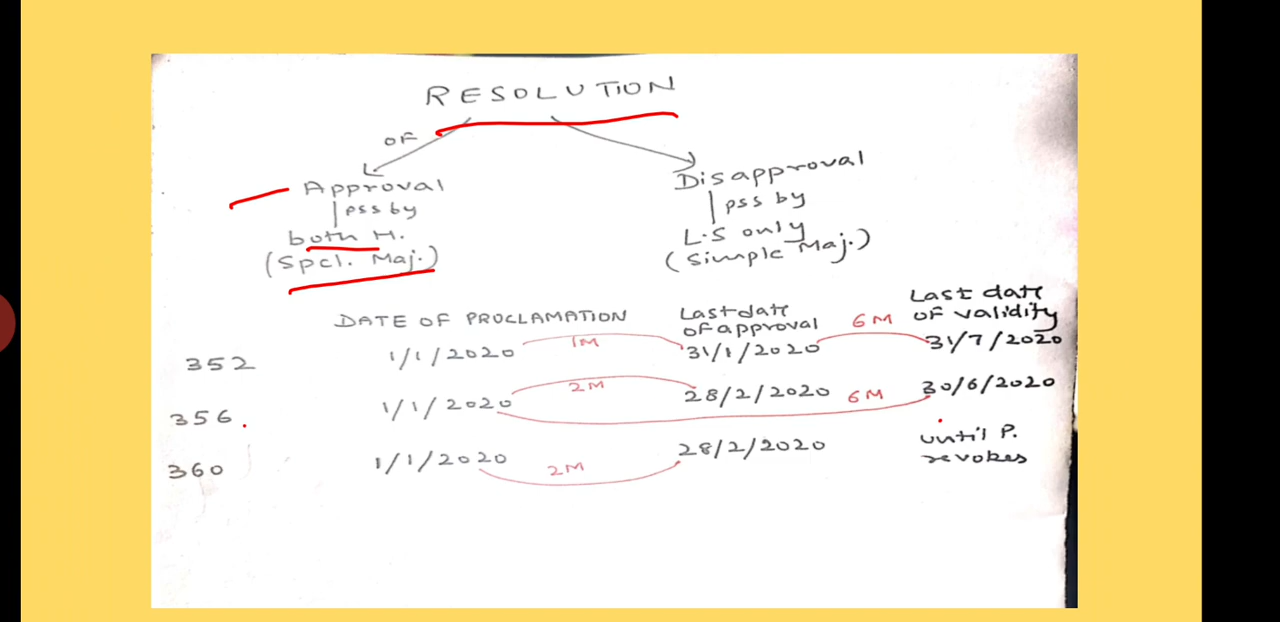 RESOLUTION
OF
Approval
pss by
both H.
(Spcl. Maj.)
Disapproval
pss by
L.S only
(Simple Maj.)
DATE OF PROCLAMATION
Last date
of approval
6M
Last date
of validity
352
1/1/2020
1M
31/1/2020
31/7/2020
356.
1/1/2020
2M
28/2/2020
6M
30/6/2020
360
1/1/2020
2M
28/2/2020
until P.
revokes